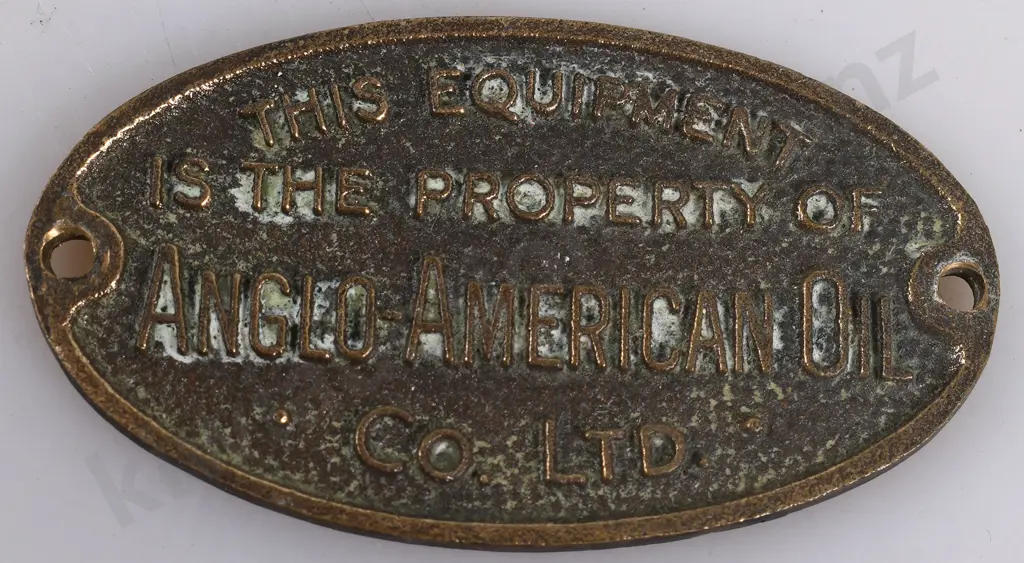 THIS EQUIPMENT
IS THE PROPERTY OF
ANGLO-AMERICAN OIL
· CO. LTD. ·